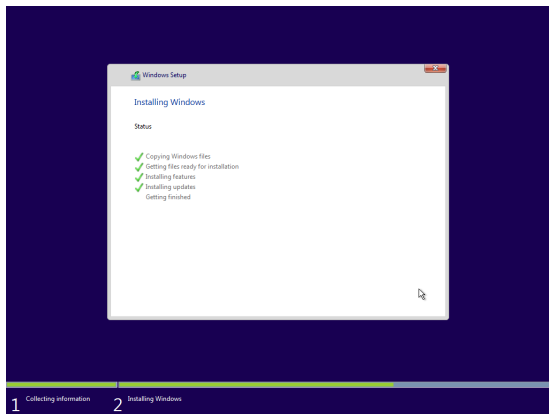 Windows Setup
Installing Windows
Status
Copying Windows files
Getting files ready for installation
Installing features
Installing updates
Getting finished
1 Collecting information
2 Installing Windows